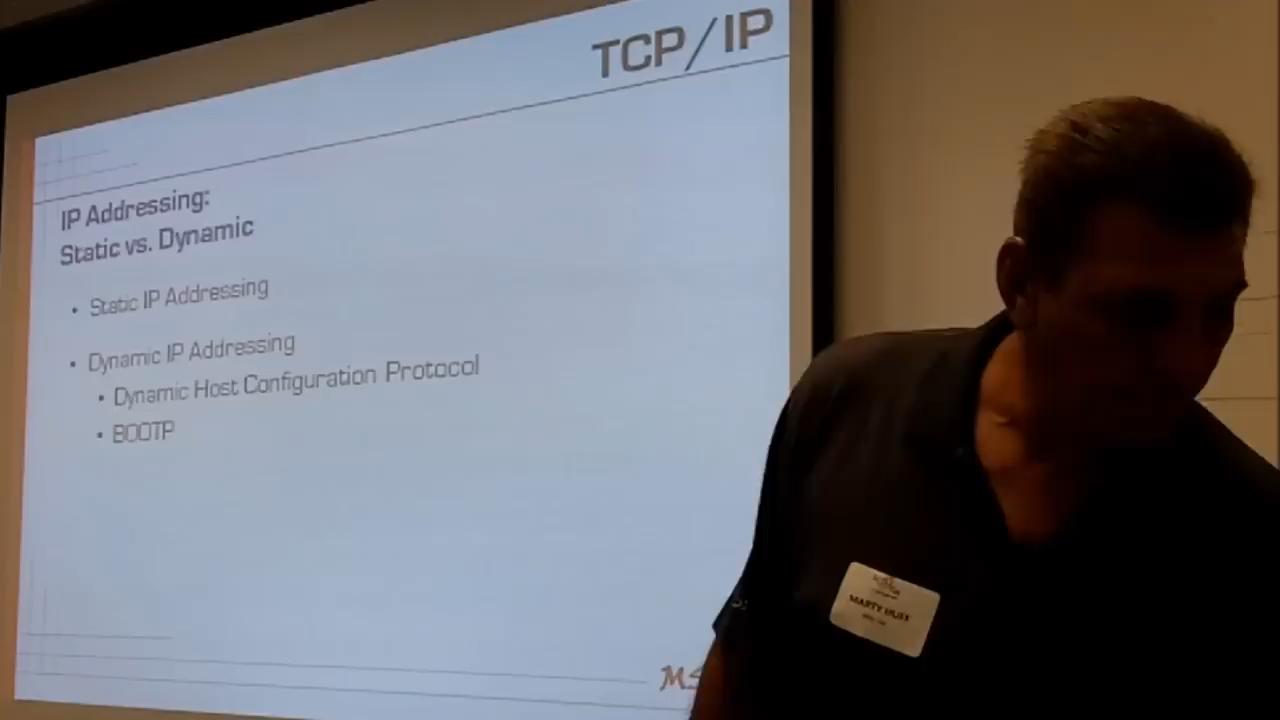 TCP/IP
IP Addressing:
Static vs. Dynamic
• Static IP Addressing
• Dynamic IP Addressing
• Dynamic Host Configuration Protocol
• BOOTP
MS
MARTY